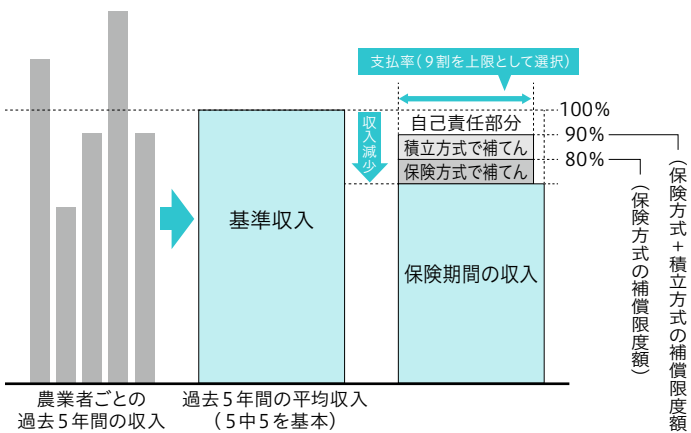 支払率(9割を上限として選択)
収入減少
自己責任部分
積立方式で補てん
保険方式で補てん
100%
90%
80%
基準収入
保険期間の収入
(保険方式の補償限度額)
(保険方式+積立方式の補償限度額)
農業者ごとの
過去5年間の収入
過去5年間の平均収入
(5中5を基本)